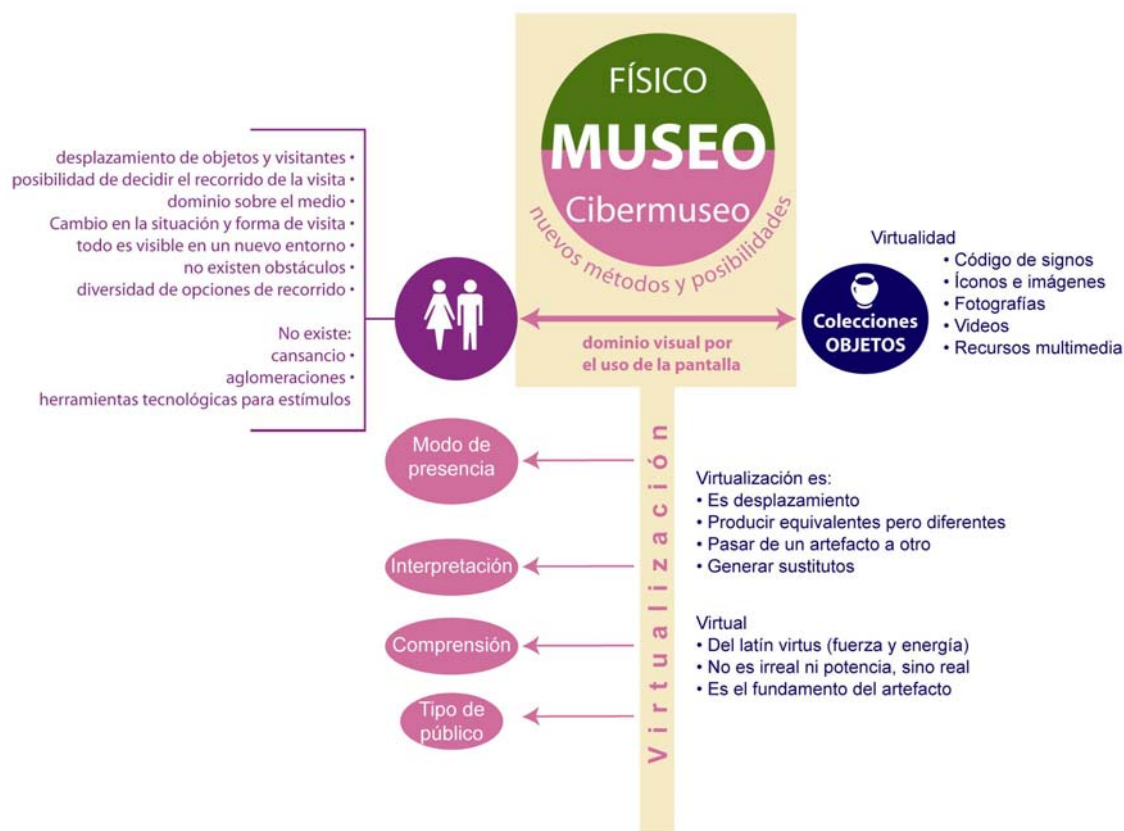 FÍSICO
MUSEO
Cibermuseo
nuevos métodos y posibilidades
desplazamiento de objetos y visitantes •
posibilidad de decidir el recorrido de la visita •
dominio sobre el medio •
Cambio en la situación y forma de visita •
todo es visible en un nuevo entorno •
no existen obstáculos •
diversidad de opciones de recorrido •
No existe:
cansancio •
aglomeraciones •
herramientas tecnológicas para estímulos
dominio visual por
el uso de la pantalla
Colecciones
OBJETOS
Virtualidad
• Código de signos
• Íconos e imágenes
• Fotografías
• Videos
• Recursos multimedia
Virtualización
Modo de
presencia
Interpretación
Comprensión
Tipo de
público
Virtualización es:
• Es desplazamiento
• Producir equivalentes pero diferentes
• Pasar de un artefacto a otro
• Generar sustitutos
Virtual
• Del latín virtus (fuerza y energía)
• No es irreal ni potencia, sino real
• Es el fundamento del artefacto